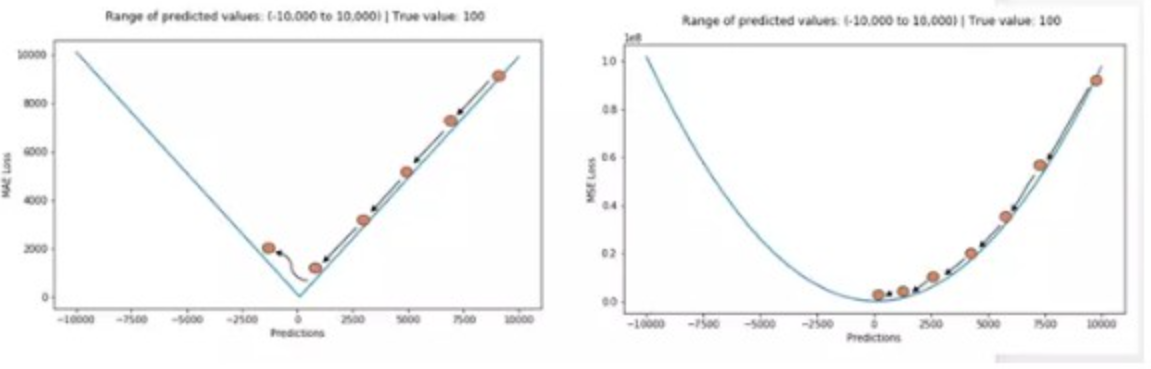 Range of predicted values: (-10,000 to 10,000) | True value: 100
10000
8000
6000
4000
2000
0
MAE Loss
−10000 −7500 −5000 −2500 0 2500 5000 7500 10000
Predictions
Range of predicted values: (-10,000 to 10,000) | True value: 100
1e8
1.0
0.8
0.6
0.4
0.2
0.0
MSE Loss
−10000 −7500 −5000 −2500 0 2500 5000 7500 10000
Predictions